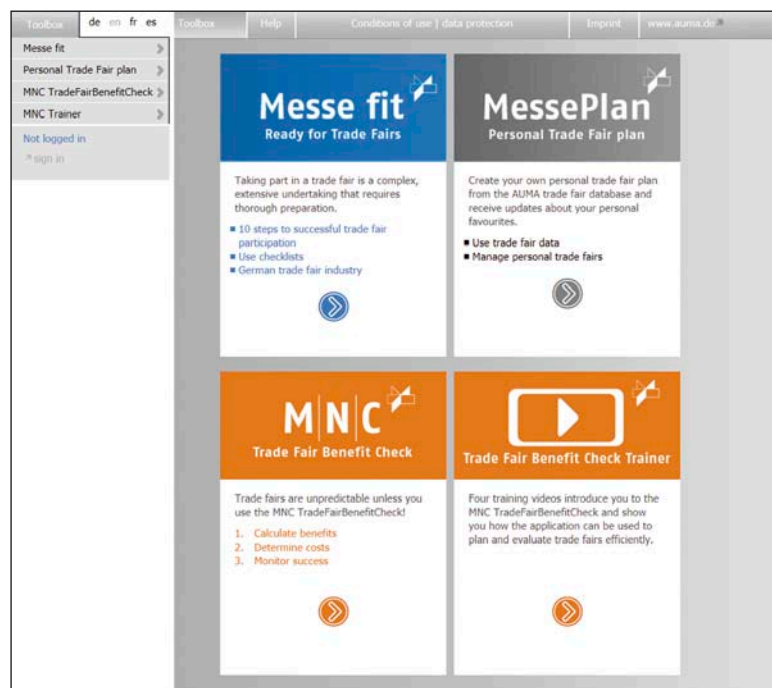 Toolbox de en fr es Toolbox Help Conditions of use | data protection Imprint www.auma.de
Messe fit
Personal Trade Fair plan
MNC TradeFairBenefitCheck
MNC Trainer
Not logged in
sign in
Messe fit
Ready for Trade Fairs
Taking part in a trade fair is a complex,
extensive undertaking that requires
thorough preparation.
10 steps to successful trade fair
participation
Use checklists
German trade fair industry
MessePlan
Personal Trade Fair plan
Create your own personal trade fair plan
from the AUMA trade fair database and
receive updates about your personal
favourites.
Use trade fair data
Manage personal trade fairs
M|N|C
Trade Fair Benefit Check
Trade fairs are unpredictable unless you
use the MNC TradeFairBenefitCheck!
1. Calculate benefits
2. Determine costs
3. Monitor success
Trade Fair Benefit Check Trainer
Four training videos introduce you to the
MNC TradeFairBenefitCheck and show
you how the application can be used to
plan and evaluate trade fairs efficiently.